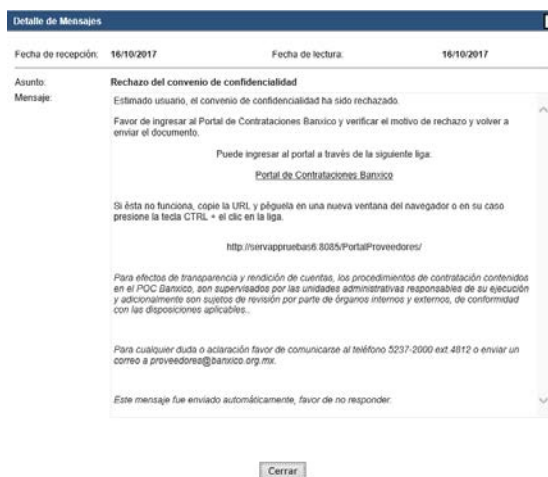 Detalle de Mensajes
Fecha de recepción: 16/10/2017 Fecha de lectura: 16/10/2017
Asunto: Rechazo del convenio de confidencialidad
Mensaje: Estimado usuario, el convenio de confidencialidad ha sido rechazado.
Favor de ingresar al Portal de Contrataciones Banxico y verificar el motivo de rechazo y volver a
enviar el documento.
Puede ingresar al portal a través de la siguiente liga:
Portal de Contrataciones Banxico
Si ésta no funciona, copie la URL y péguela en una nueva ventana del navegador o en su caso
presione la tecla CTRL + el clic en la liga.
http://servappruebas6:8085/PortalProveedores/
Para efectos de transparencia y rendición de cuentas, los procedimientos de contratación contenidos
en el POC Banxico, son supervisados por las unidades administrativas responsables de su ejecución
y adicionalmente son sujetos de revisión por parte de órganos internos y externos, de conformidad
con las disposiciones aplicables..
Para cualquier duda o aclaración favor de comunicarse al teléfono 5237-2000 ext.4812 o enviar un
correo a proveedores@banxico.org.mx.
Este mensaje fue enviado automáticamente, favor de no responder.
Cerrar